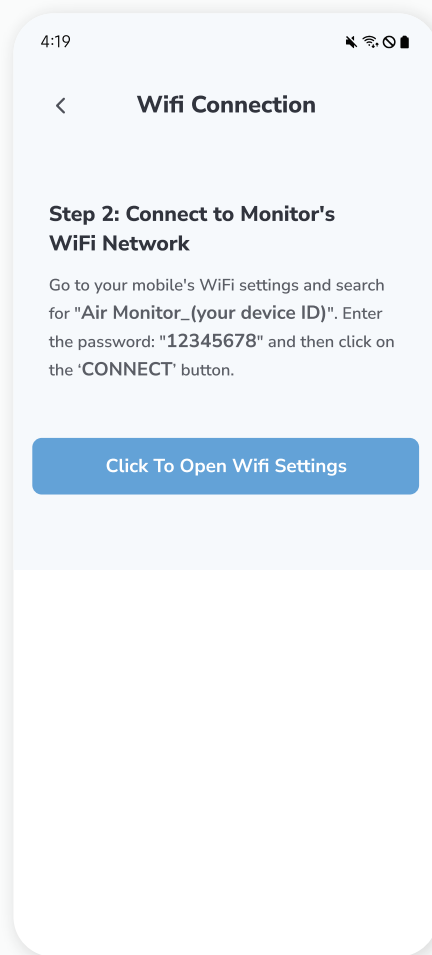 4:19
Wifi Connection
Step 2: Connect to Monitor's
WiFi Network
Go to your mobile's WiFi settings and search
for "Air Monitor_(your device ID)". Enter
the password: "12345678" and then click on
the ‘CONNECT’ button.
Click To Open Wifi Settings